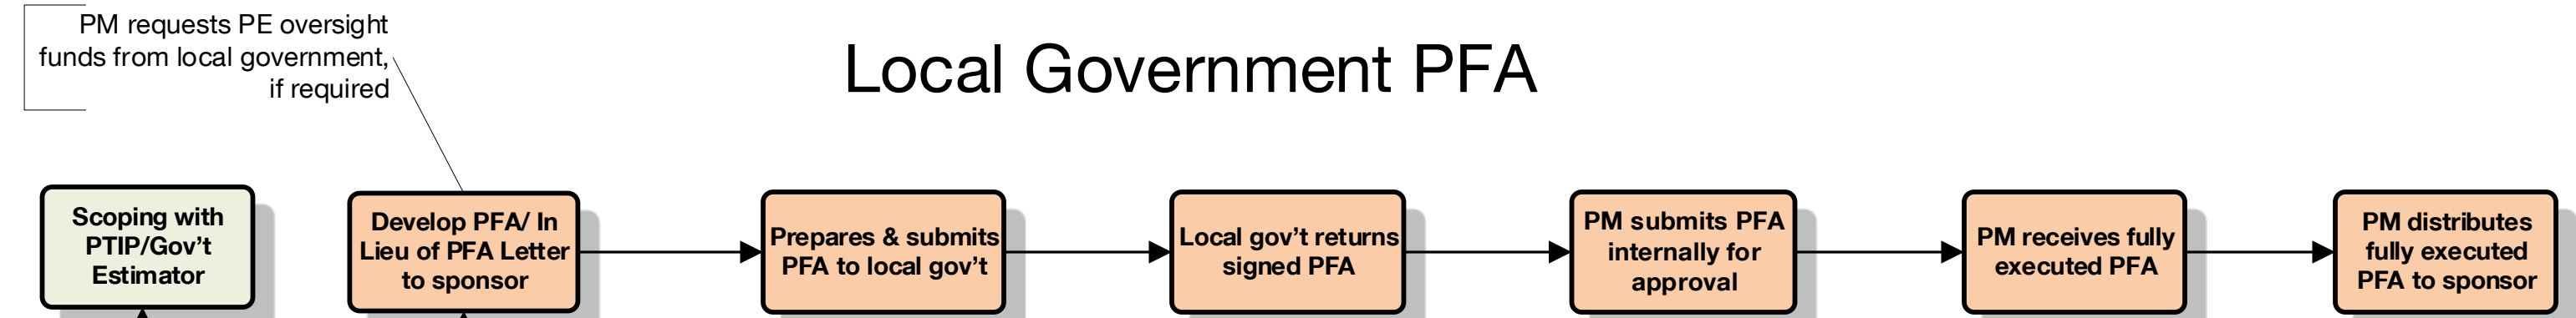 PM requests PE oversight
funds from local government,
if required
Local Government PFA
Scoping with
PTIP/Gov't
Estimator
Develop PFA/ In
Lieu of PFA Letter
to sponsor
Prepares & submits
PFA to local gov't
Local gov't returns
signed PFA
PM submits PFA
internally for
approval
PM receives fully
executed PFA
PM distributes
fully executed
PFA to sponsor